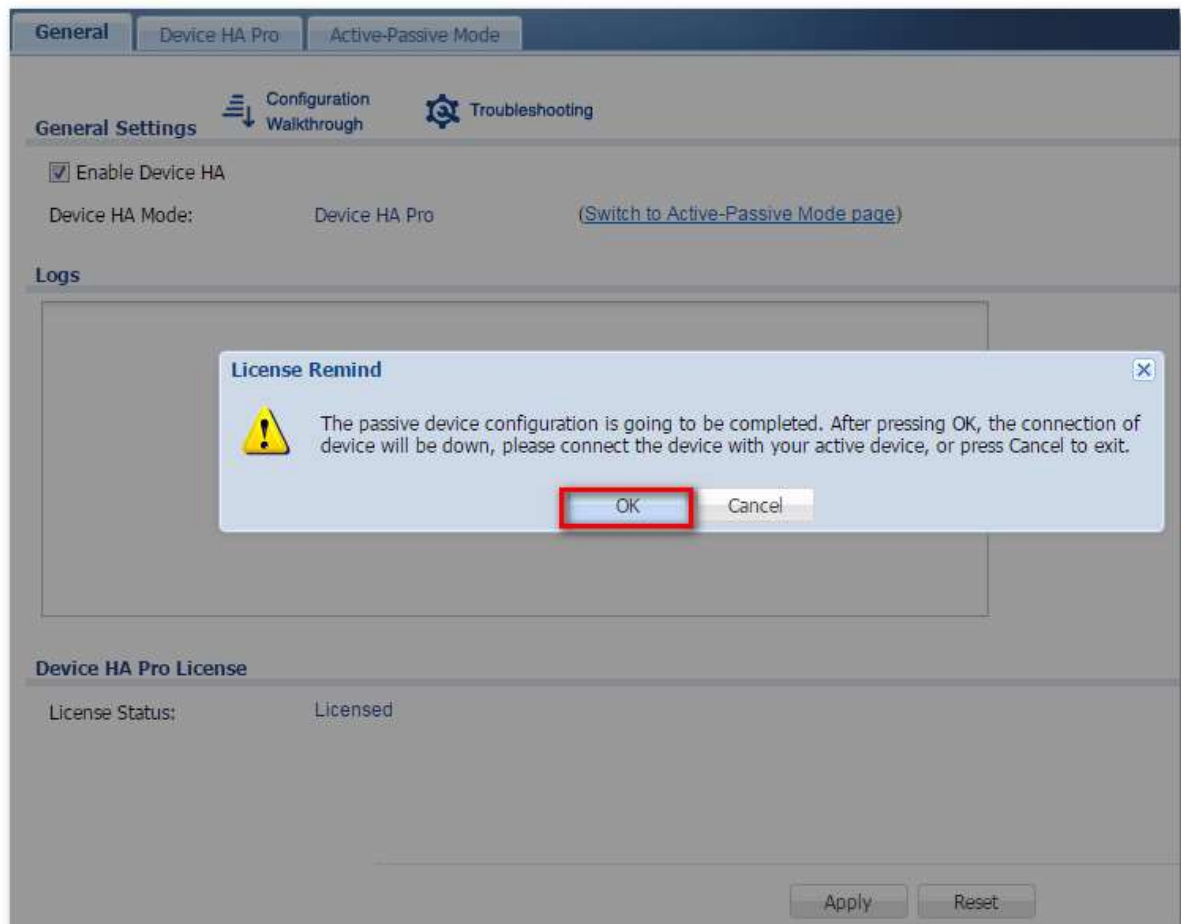 General
Device HA Pro
Active-Passive Mode
Configuration
Walkthrough
Troubleshooting
General Settings
Enable Device HA
Device HA Mode:
Device HA Pro
(Switch to Active-Passive Mode page)
Logs
License Remind
The passive device configuration is going to be completed. After pressing OK, the connection of
device will be down, please connect the device with your active device, or press Cancel to exit.
OK
Cancel
Device HA Pro License
License Status:
Licensed
Apply
Reset